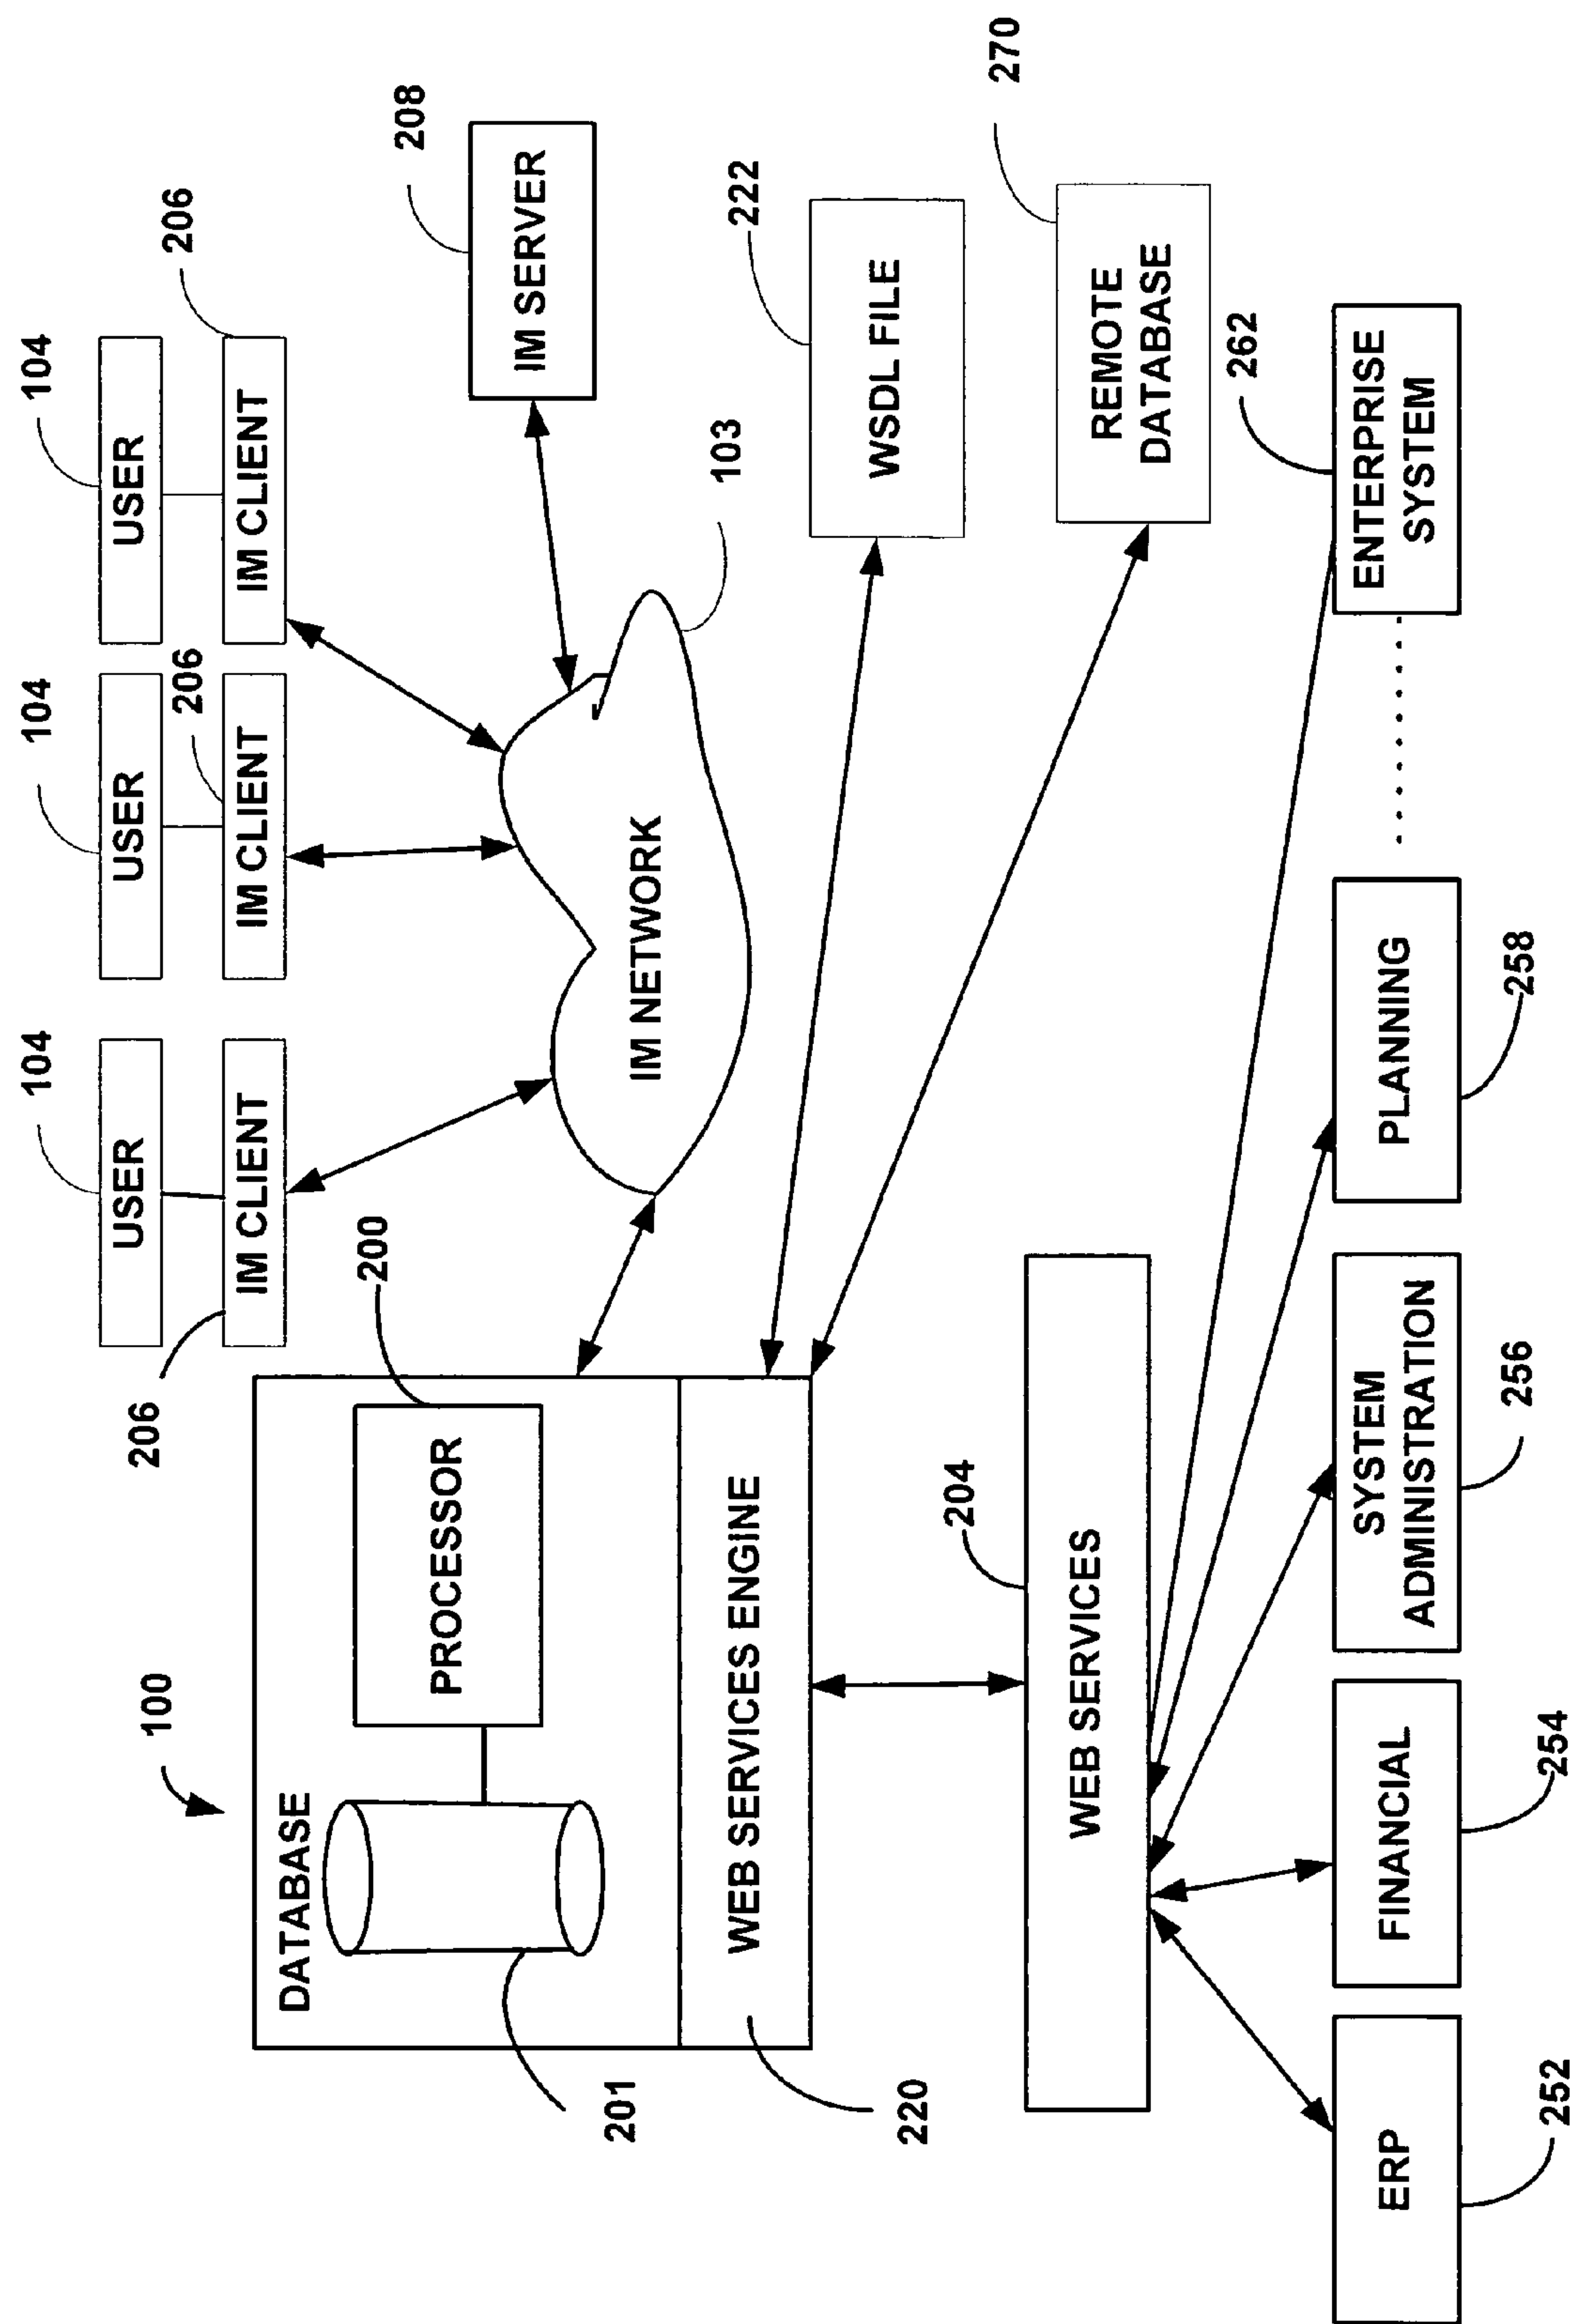 104
104
104
USER
USER
USER
206
206
206
IM CLIENT
IM CLIENT
IM CLIENT
100
200
208
DATABASE
PROCESSOR
IM SERVER
201
IM NETWORK
103
WEB SERVICES ENGINE
220
222
WSDL FILE
204
WEB SERVICES
270
REMOTE
DATABASE
262
ERP
FINANCIAL
SYSTEM
ADMINISTRATION
PLANNING
ENTERPRISE
SYSTEM
252
254
256
258